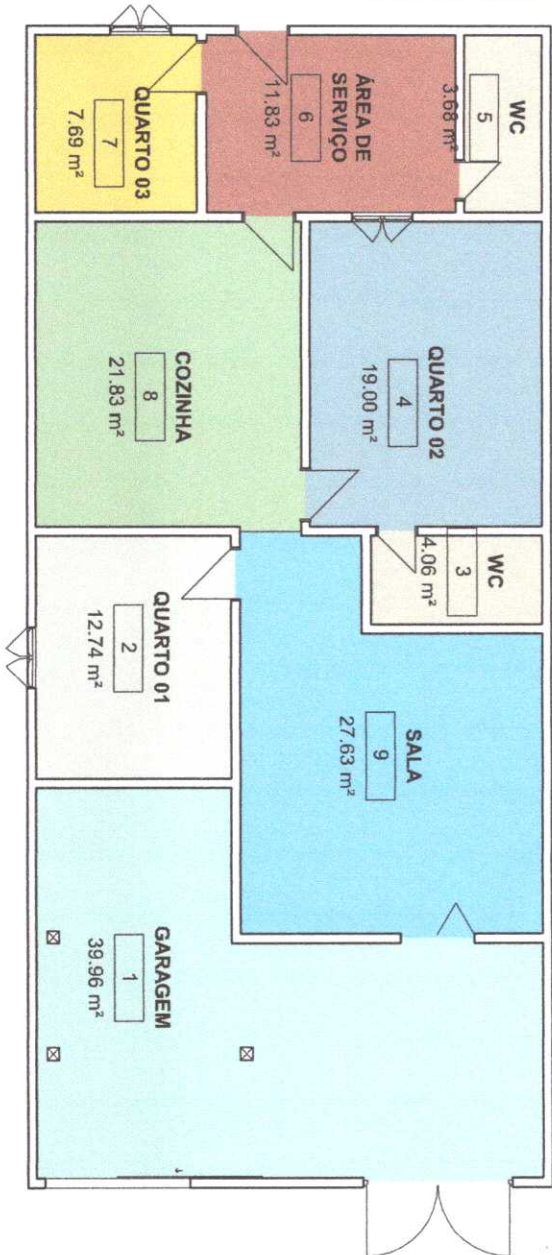 WC
5
3.68 m²
ÁREA DE
SERVIÇO
6
11.83 m²
QUARTO 03
7
7.69 m²
QUARTO 02
4
19.00 m²
COZINHA
8
21.83 m²
WC
3
4.06 m²
QUARTO 01
2
12.74 m²
SALA
9
27.63 m²
GARAGEM
1
39.96 m²